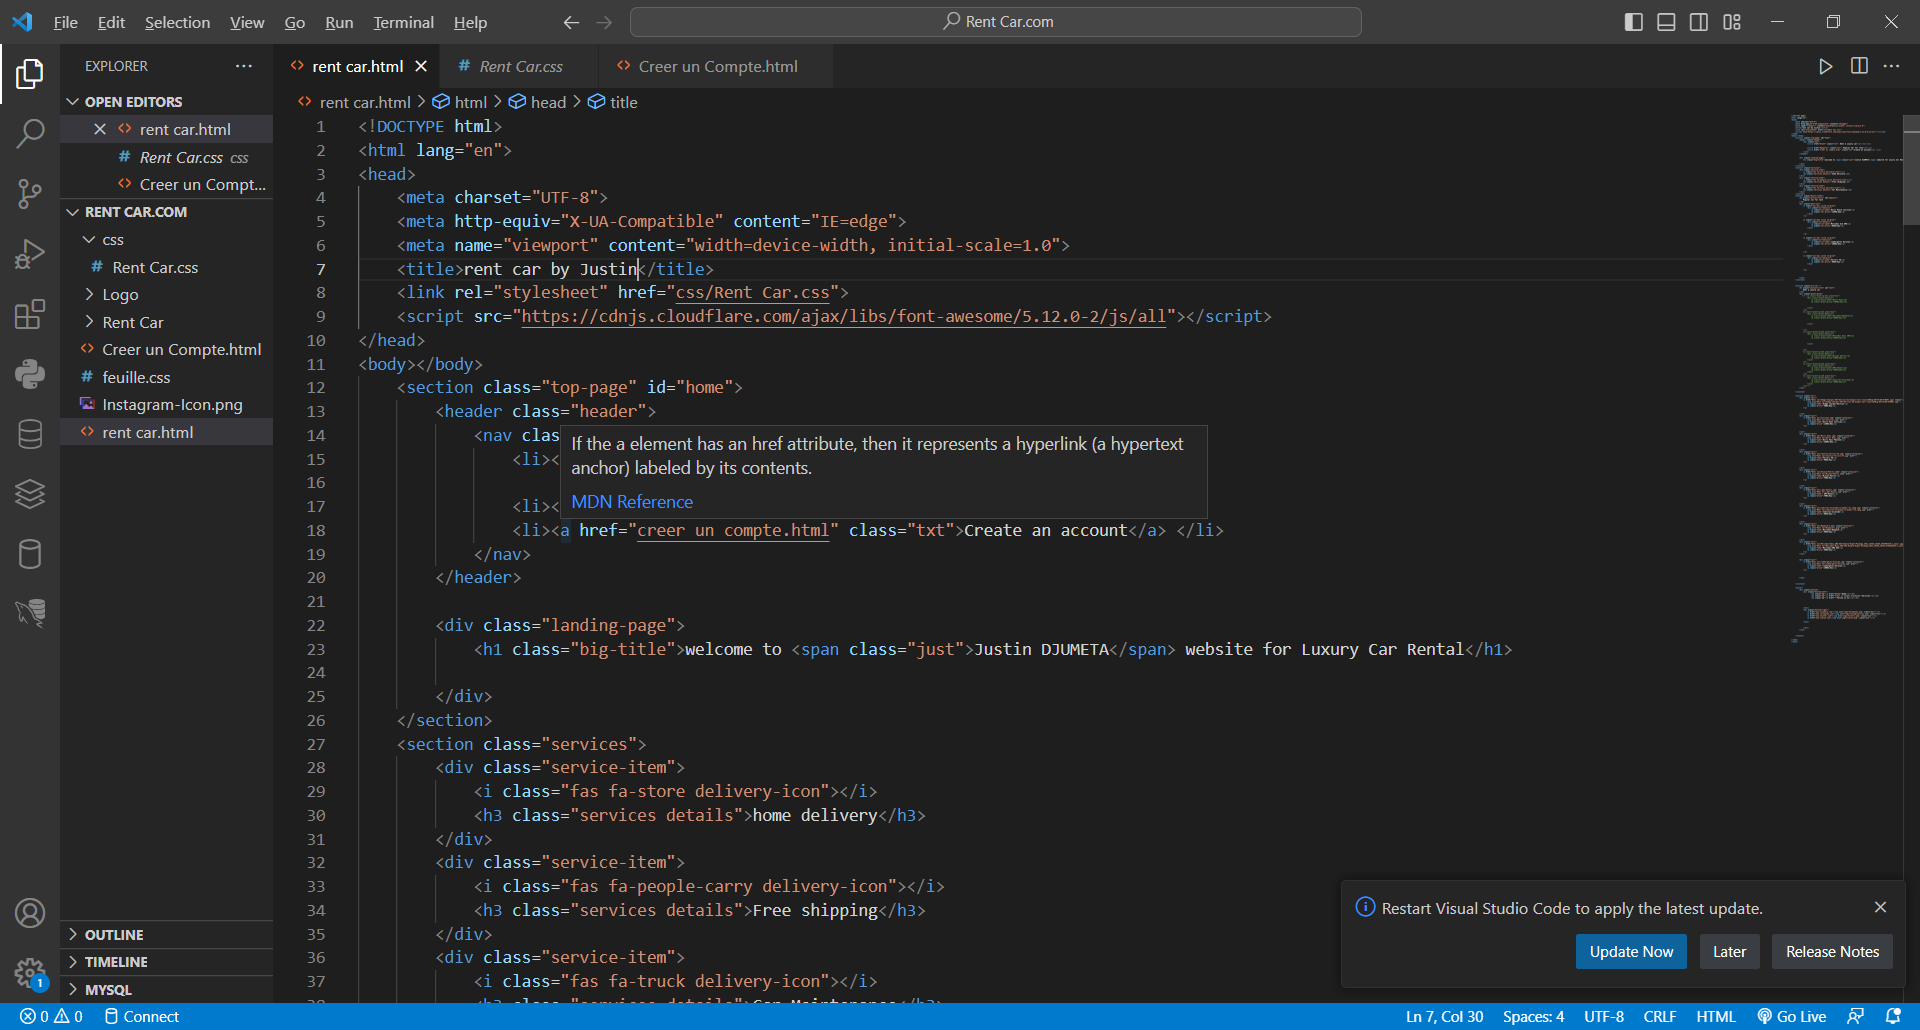 File Edit Selection View Go Run Terminal Help
Rent Car.com
EXPLORER
OPEN EDITORS
rent car.html
Rent Car.css css
Creer un Compt...
RENT CAR.COM
css
Rent Car.css
Logo
Rent Car
Creer un Compte.html
feuille.css
Instagram-Icon.png
rent car.html
OUTLINE
TIMELINE
MYSQL
rent car.html Rent Car.css Creer un Compte.html
rent car.html > html > head > title
1 <!DOCTYPE html>
2 <html lang="en">
3 <head>
4 <meta charset="UTF-8">
5 <meta http-equiv="X-UA-Compatible" content="IE=edge">
6 <meta name="viewport" content="width=device-width, initial-scale=1.0">
7 <title>rent car by Justin</title>
8 <link rel="stylesheet" href="css/Rent Car.css">
9 <script src="https://cdnjs.cloudflare.com/ajax/libs/font-awesome/5.12.0-2/js/all"></script>
10 </head>
11 <body></body>
12 <section class="top-page" id="home">
13 <header class="header">
14 <nav clas
15 <li><
16
17 <li><
If the a element has an href attribute, then it represents a hyperlink (a hypertext
anchor) labeled by its contents.
MDN Reference
18 <li><a href="creer un compte.html" class="txt">Create an account</a> </li>
19 </nav>
20 </header>
21
22 <div class="landing-page">
23 <h1 class="big-title">welcome to <span class="just">Justin DJUMETA</span> website for Luxury Car Rental</h1>
24
25 </div>
26 </section>
27 <section class="services">
28 <div class="service-item">
29 <i class="fas fa-store delivery-icon"></i>
30 <h3 class="services details">home delivery</h3>
31 </div>
32 <div class="service-item">
33 <i class="fas fa-people-carry delivery-icon"></i>
34 <h3 class="services details">Free shipping</h3>
35 </div>
36 <div class="service-item">
37 <i class="fas fa-truck delivery-icon"></i>
Restart Visual Studio Code to apply the latest update.
Update Now Later Release Notes
1
0 0 Connect
Ln 7, Col 30 Spaces: 4 UTF-8 CRLF HTML Go Live